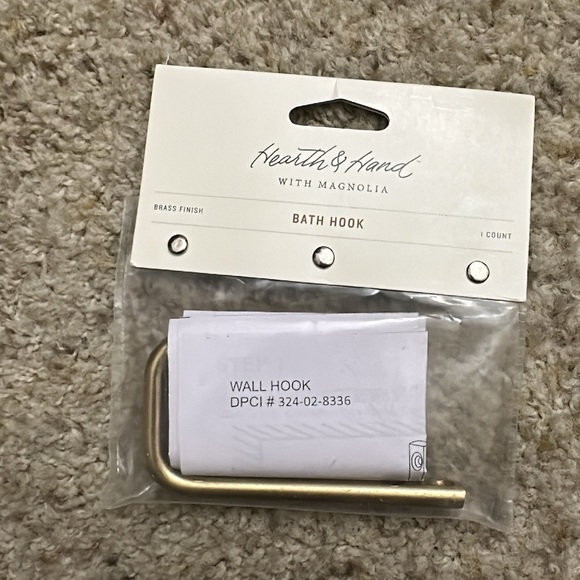 Hearth & Hand
WITH MAGNOLIA
BRASS FINISH
BATH HOOK
1 COUNT
WALL HOOK
DPCI # 324-02-8336